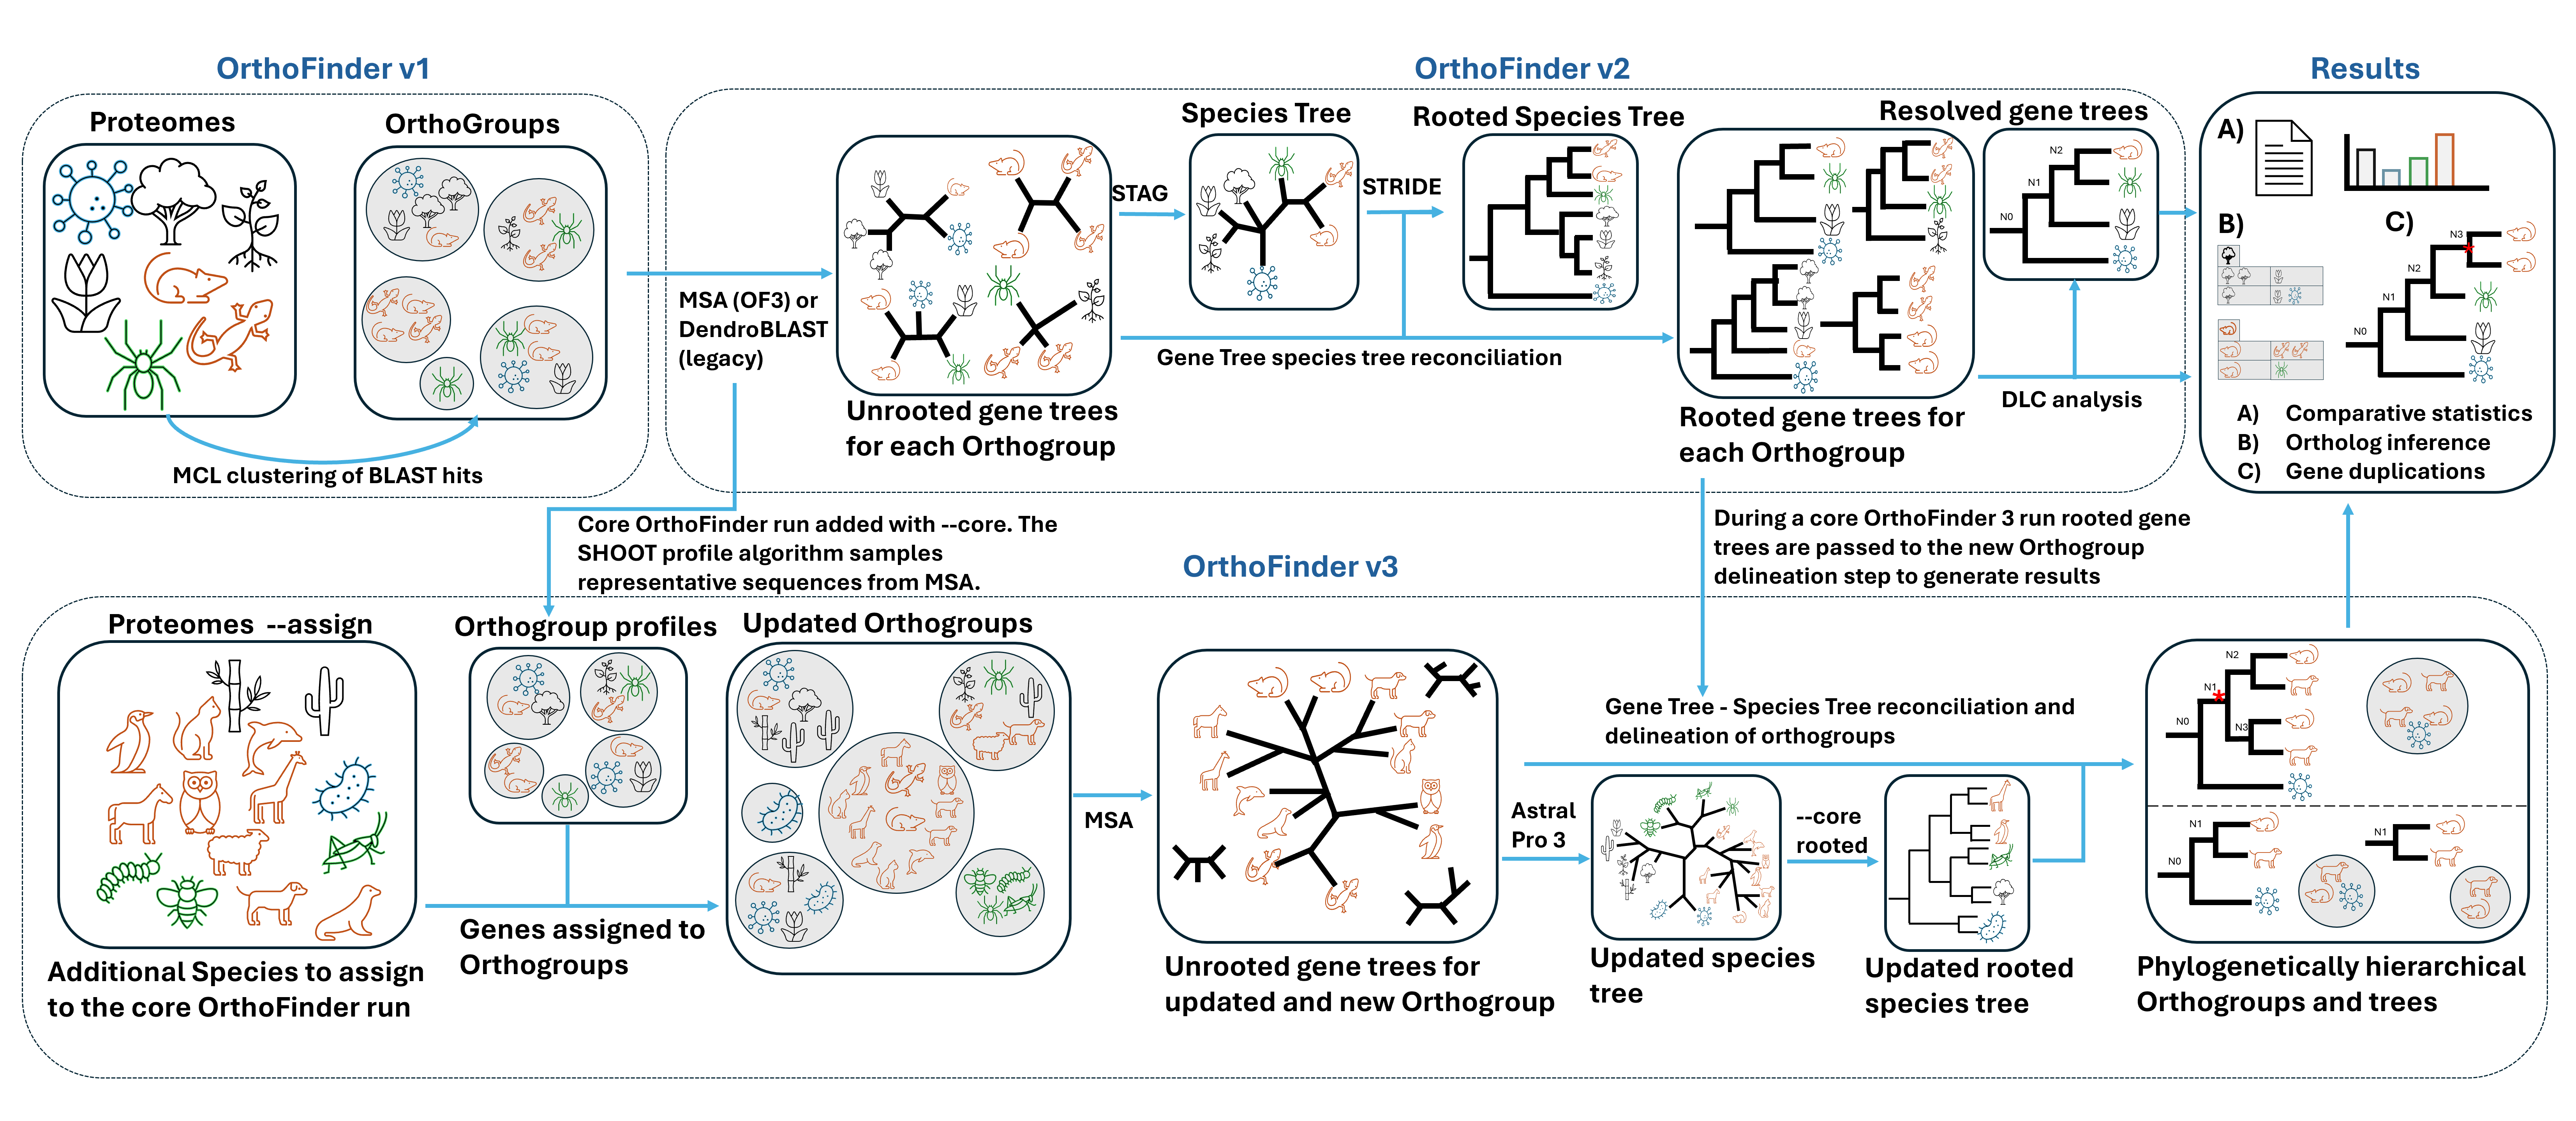 OrthoFinder v1
Proteomes
OrthoGroups
MCL clustering of BLAST hits
OrthoFinder v2
MSA (OF3) or
DendroBLAST
(legacy)
Unrooted gene trees
for each Orthogroup
STAG
Species Tree
STRIDE
Rooted Species Tree
Gene Tree species tree reconciliation
Rooted gene trees for
each Orthogroup
Resolved gene trees
N2
N1
N0
DLC analysis
Results
A)
B)
C)
N3
N2
N1
N0
A) Comparative statistics
B) Ortholog inference
C) Gene duplications
Core OrthoFinder run added with --core. The
SHOOT profile algorithm samples
representative sequences from MSA.
During a core OrthoFinder 3 run rooted gene
trees are passed to the new Orthogroup
delineation step to generate results
OrthoFinder v3
Proteomes --assign
Additional Species to assign
to the core OrthoFinder run
Orthogroup profiles
Genes assigned to
Orthogroups
Updated Orthogroups
MSA
Unrooted gene trees for
updated and new Orthogroup
Gene Tree - Species Tree reconciliation and
delineation of orthogroups
Astral
Pro 3
Updated species
tree
--core
rooted
Updated rooted
species tree
N2
N1
*
N0
N3
N1
N0
N1
Phylogenetically hierarchical
Orthogroups and trees